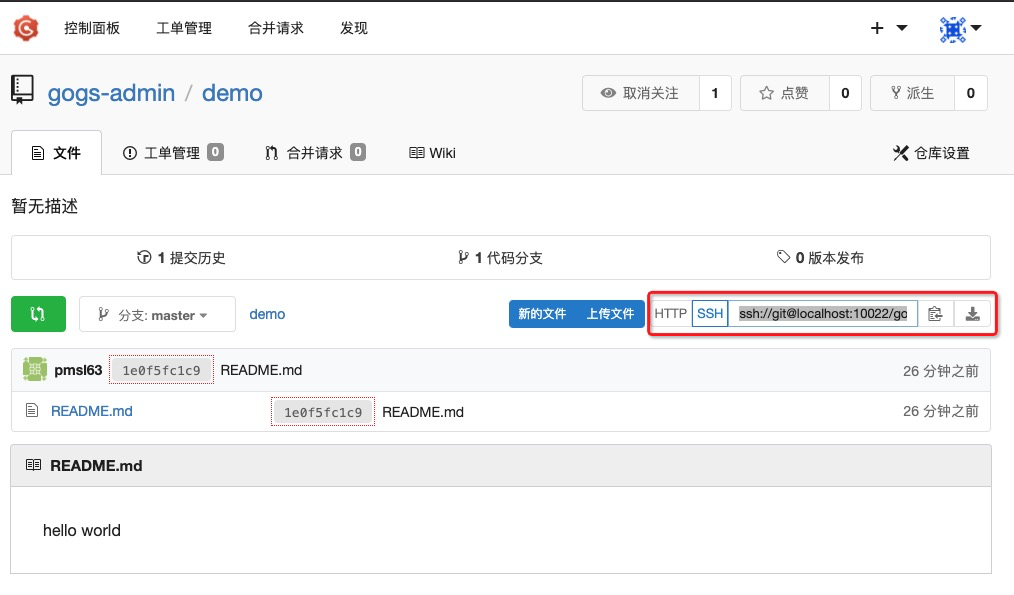 控制面板 工单管理 合并请求 发现
gogs-admin / demo 取消关注 1 点赞 0 派生 0
文件 工单管理 0 合并请求 0 Wiki 仓库设置
暂无描述
1 提交历史 1 代码分支 0 版本发布
分支: master demo 新的文件 上传文件 HTTP SSH ssh://git@localhost:10022/go
pmsl63 1e0f5fc1c9 README.md 26 分钟之前
README.md 1e0f5fc1c9 README.md 26 分钟之前
README.md
hello world